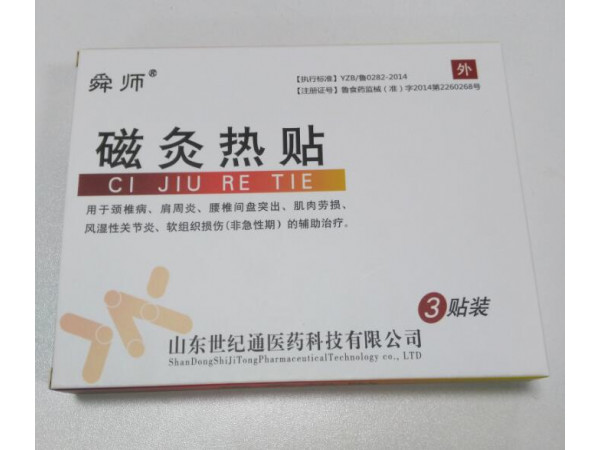 舜师®
【执行标准】YZB/鲁0282-2014
【注册证号】鲁食药监械(准)字2014第2260268号
外
磁灸热贴
CI JIU RE TIE
用于颈椎病、肩周炎、腰椎间盘突出、肌肉劳损、
风湿性关节炎、软组织损伤(非急性期)的辅助治疗。
3贴装
山东世纪通医药科技有限公司
ShanDongShiJiTongPharmaceuticalTechnology co., LTD